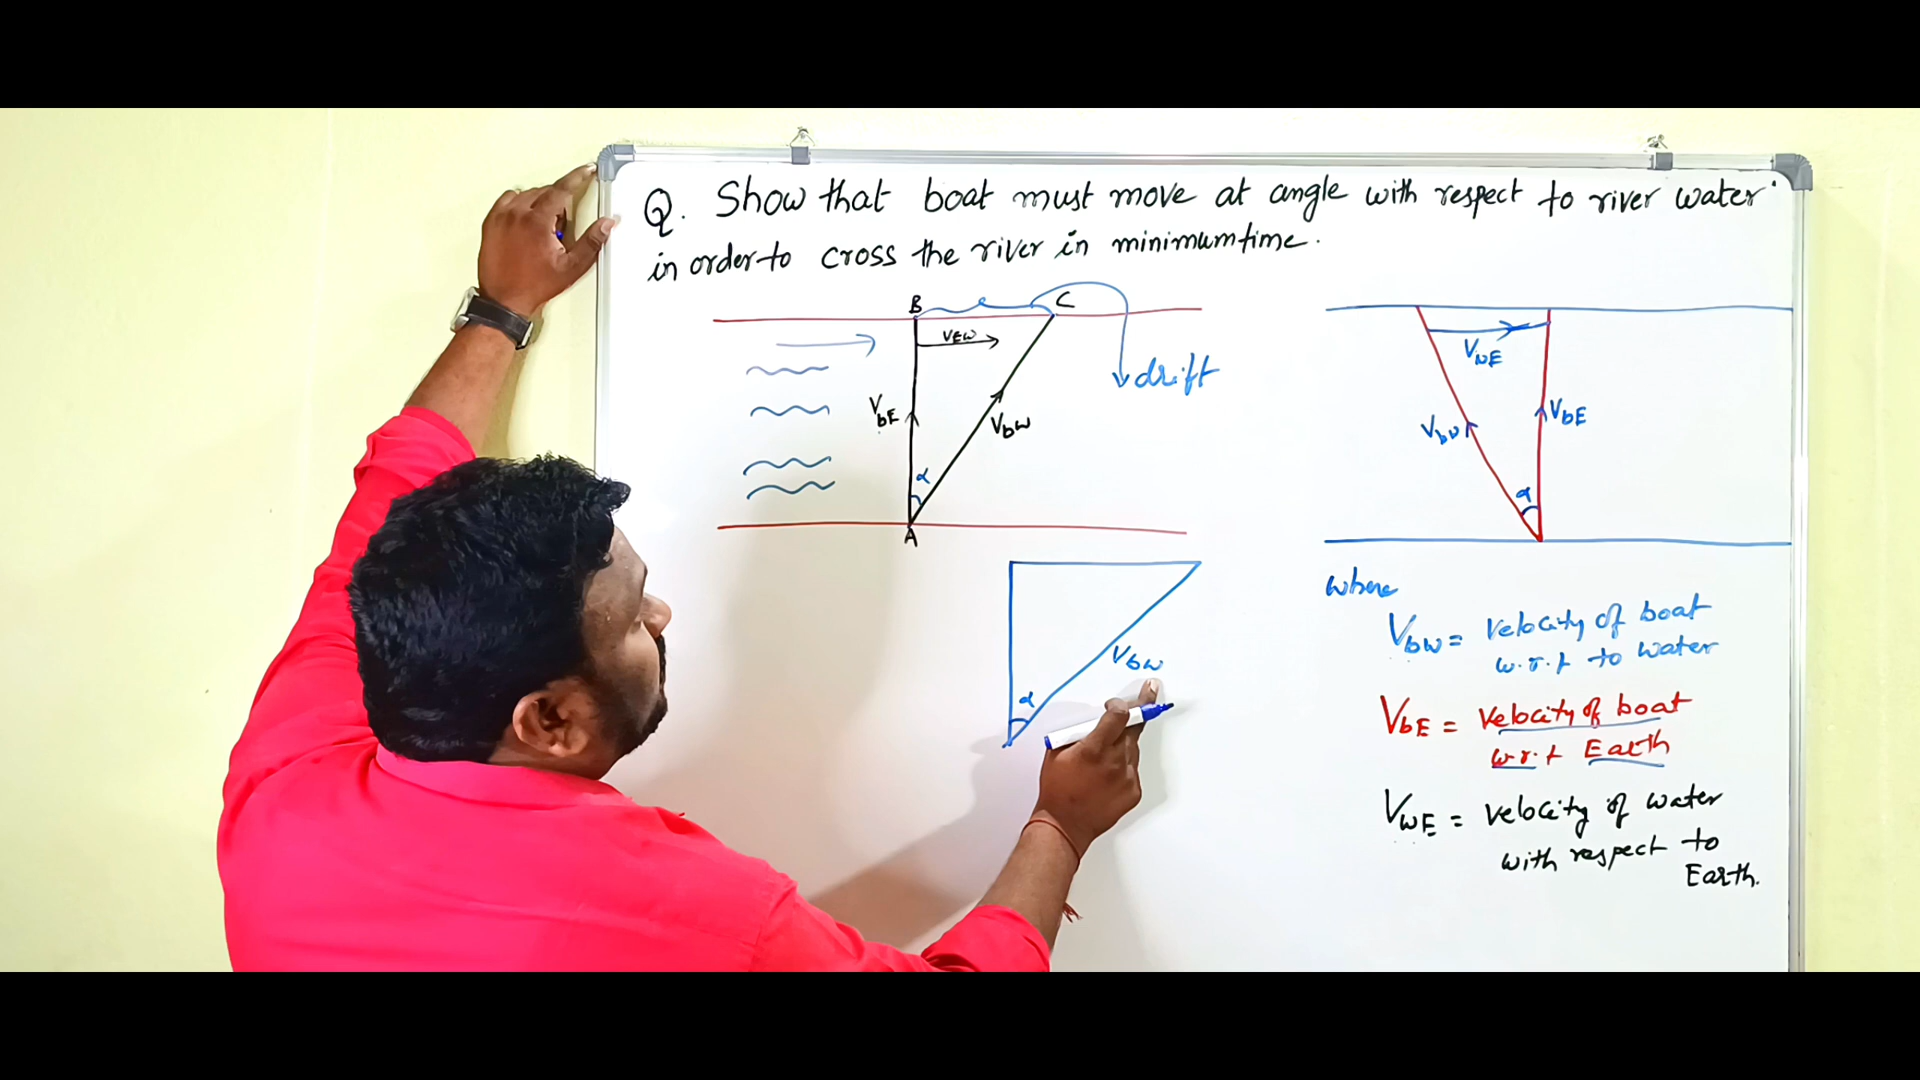 Q. Show that boat must move at angle with respect to river water
in order to cross the river in minimum time.
B
C
VEW
drift
VbE
VbW
α
A
VWE
VbW
VbE
α
α
VbW
where
VbW = velocity of boat
w.r.t to water
VbE = velocity of boat
w.r.t Earth
VWE = velocity of water
with respect to
Earth.